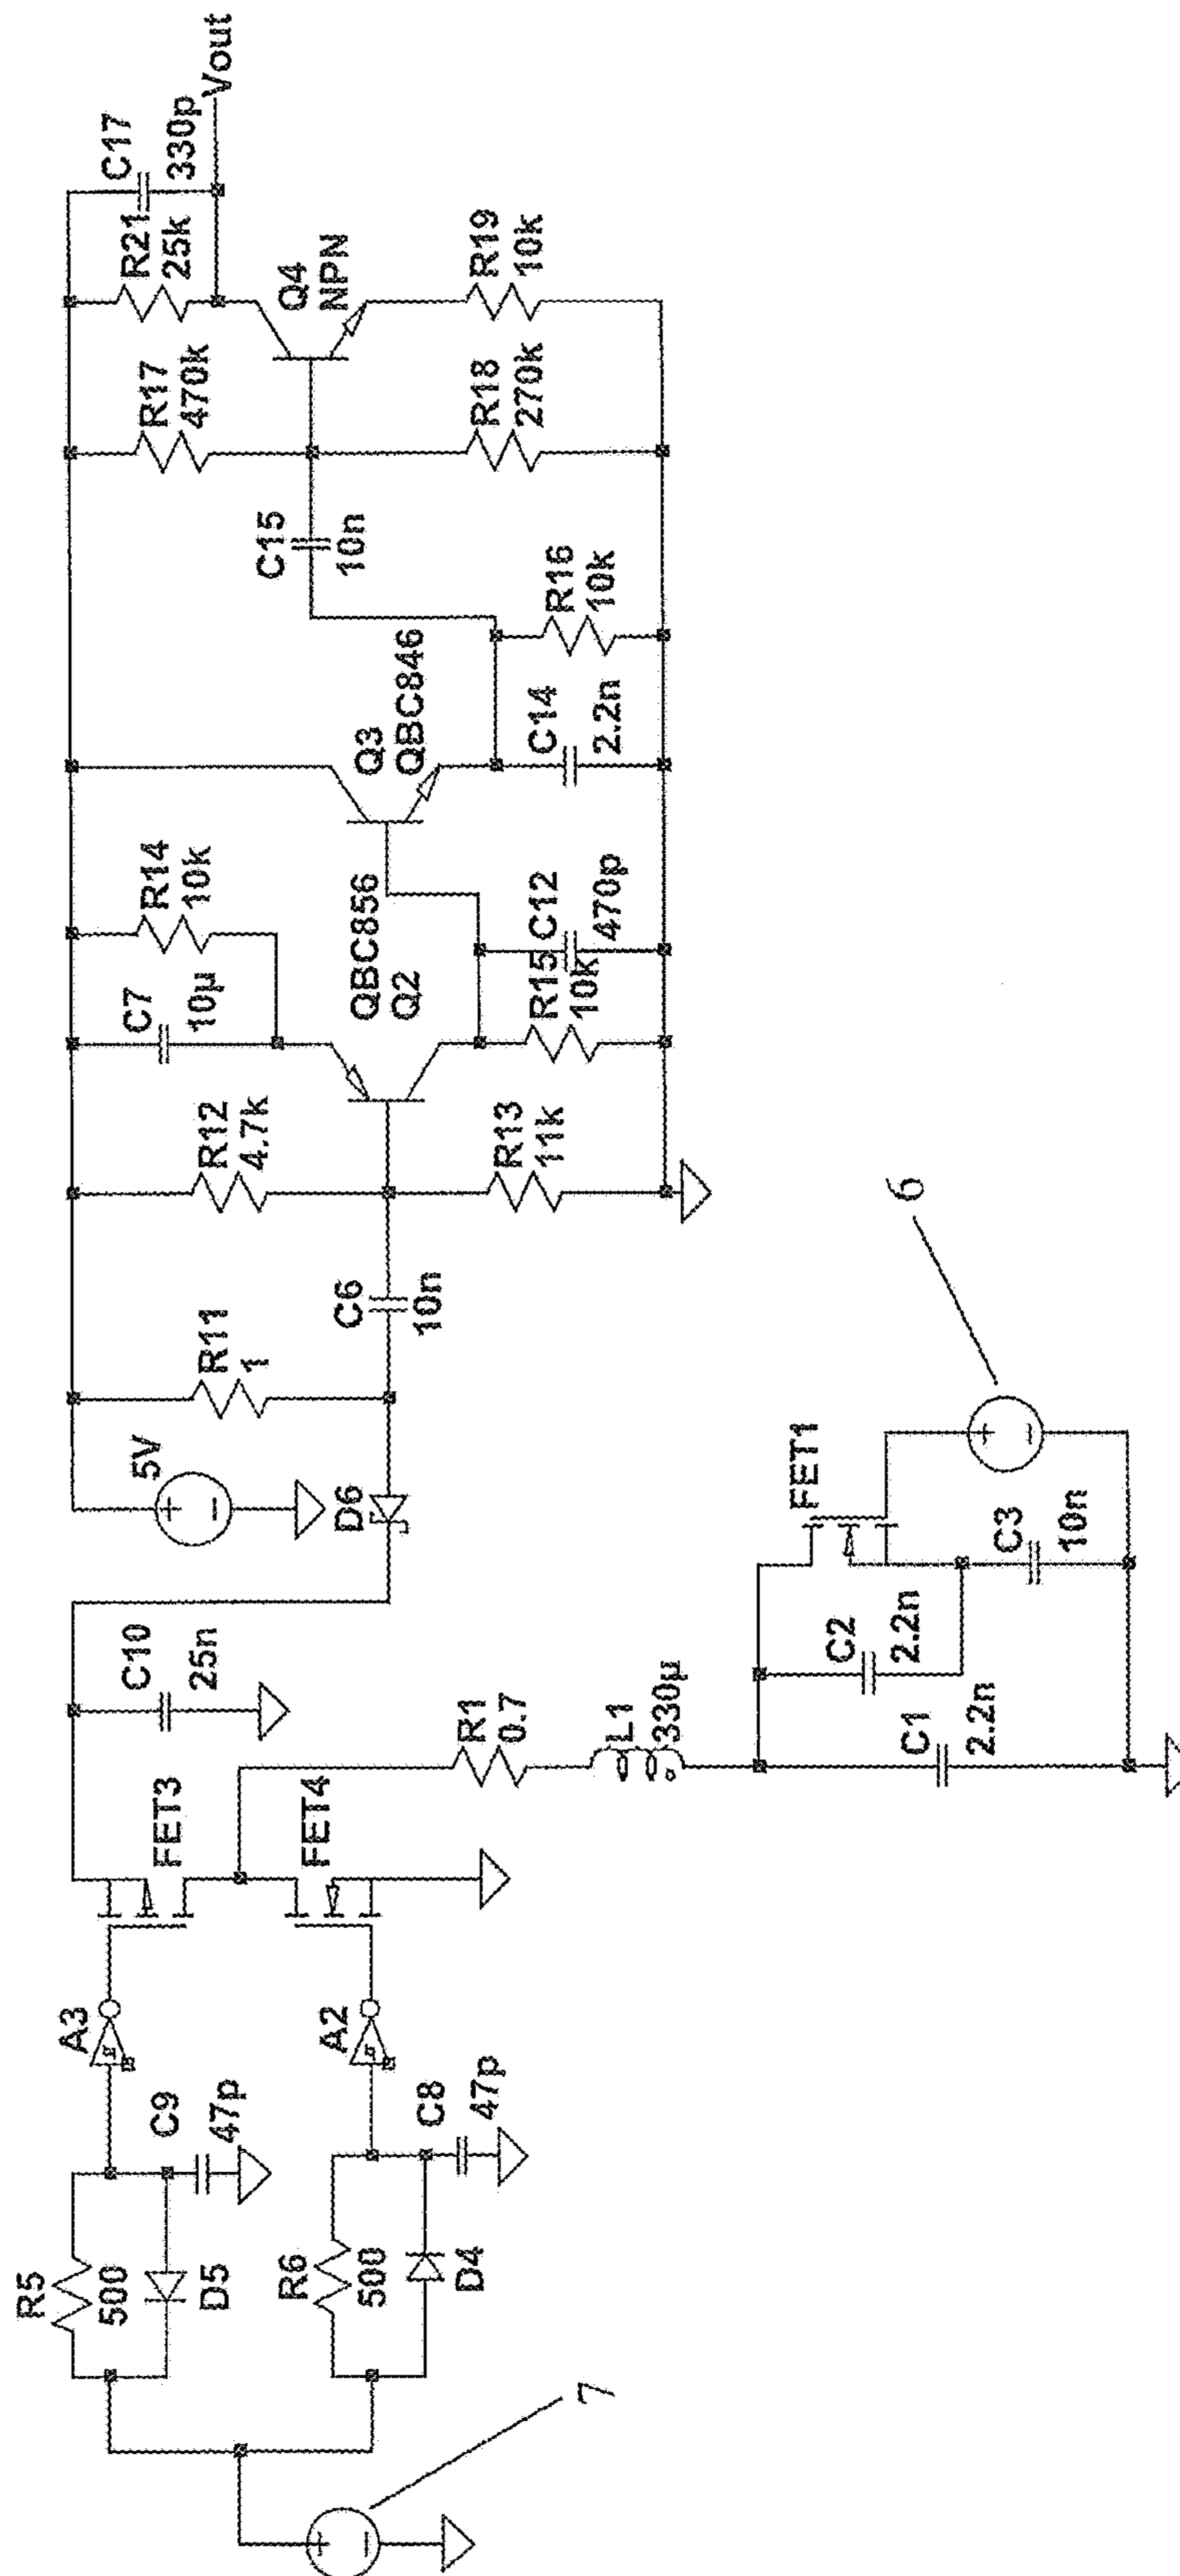 R5
500
D5
C9
47p
A3
R6
500
D4
C8
47p
A2
7
FET3
FET4
C10
25n
R1
0.7
L1
330µ
C1
2.2n
C2
2.2n
C3
10n
FET1
6
5V
D6
R11
1
C6
10n
R12
4.7k
R13
11k
C7
10µ
R14
10k
QBC856
Q2
R15
10k
C12
470p
Q3
QBC846
C14
2.2n
R16
10k
C15
10n
R17
470k
R18
270k
Q4
NPN
R19
10k
R21
25k
C17
330p
Vout